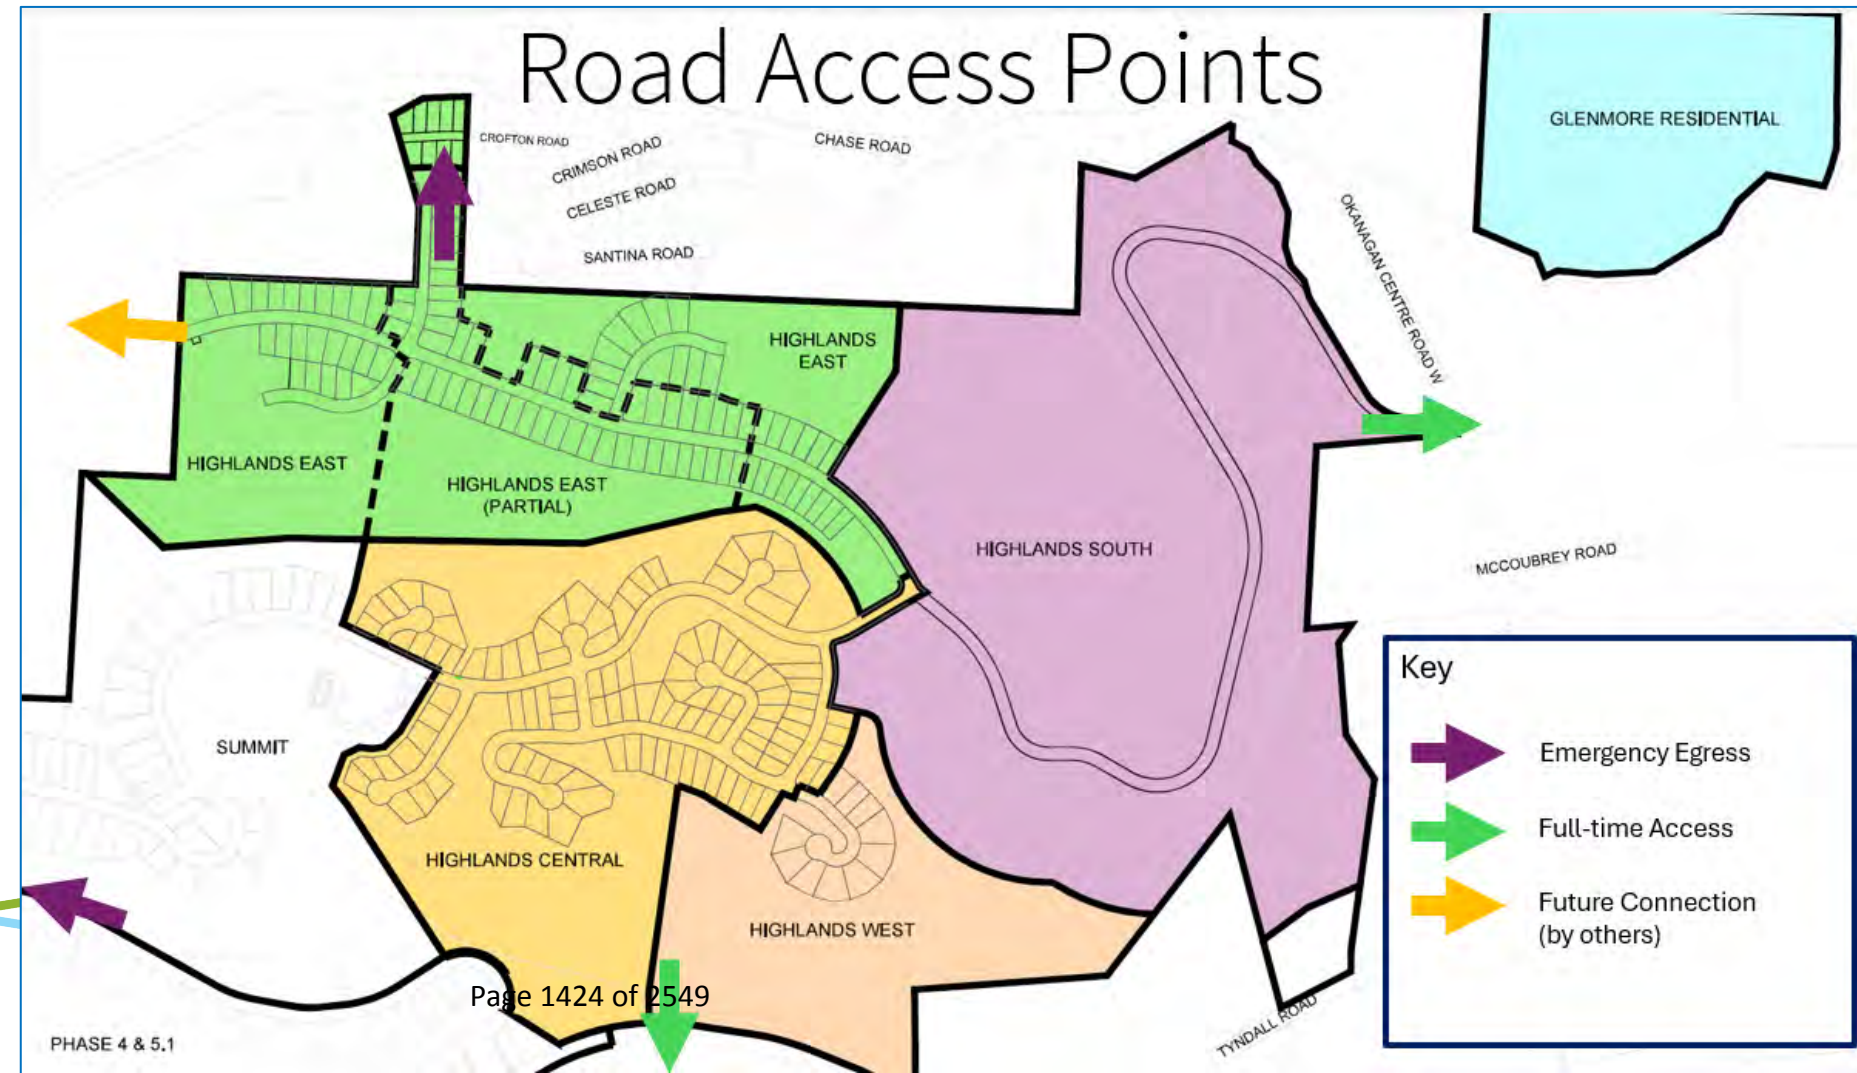 Road Access Points
GLENMORE RESIDENTIAL
CROFTON ROAD
CRIMSON ROAD
CHASE ROAD
CELESTE ROAD
SANTINA ROAD
OKANAGAN CENTRE ROAD W
HIGHLANDS
EAST
HIGHLANDS EAST
HIGHLANDS EAST
(PARTIAL)
HIGHLANDS SOUTH
MCCOUBREY ROAD
Key
SUMMIT
Emergency Egress
Full-time Access
HIGHLANDS CENTRAL
Future Connection
(by others)
HIGHLANDS WEST
Page 1424 of 2549
TYNDALL ROAD
PHASE 4 & 5.1